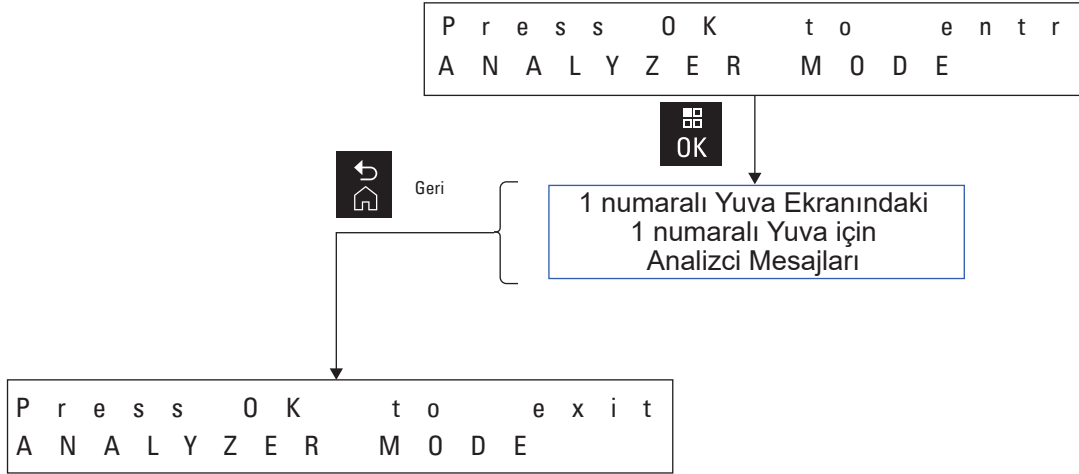 Press OK to entr
ANALYZER MODE
OK
Geri
1 numaralı Yuva Ekranındaki
1 numaralı Yuva için
Analizci Mesajları
Press OK to exit
ANALYZER MODE